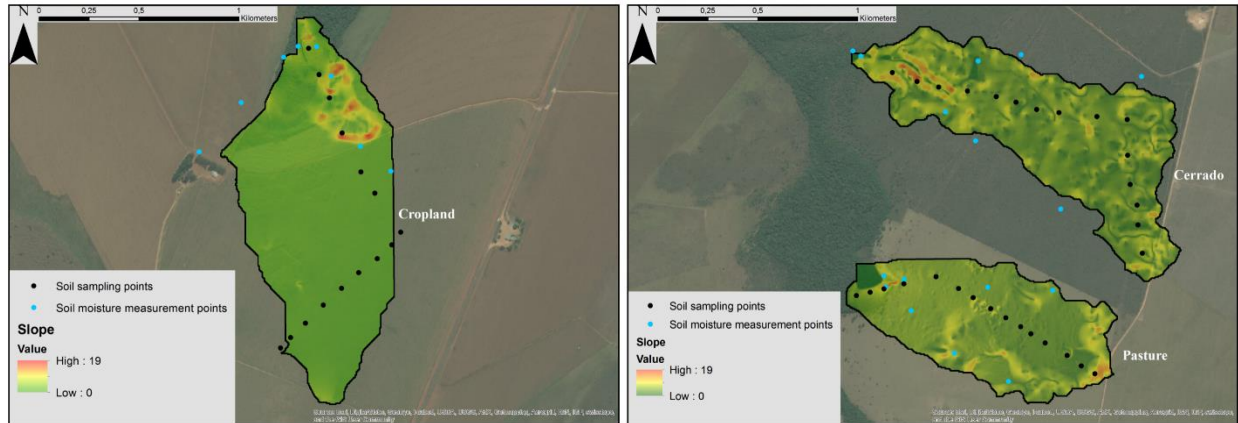 N
0 0,25 0,5 1
Kilometers
Cropland
Soil sampling points
Soil moisture measurement points
Slope
Value
High : 19
Low : 0
N
0 0,25 0,5 1
Kilometers
Cerrado
Pasture
Soil sampling points
Soil moisture measurement points
Slope
Value
High : 19
Low : 0